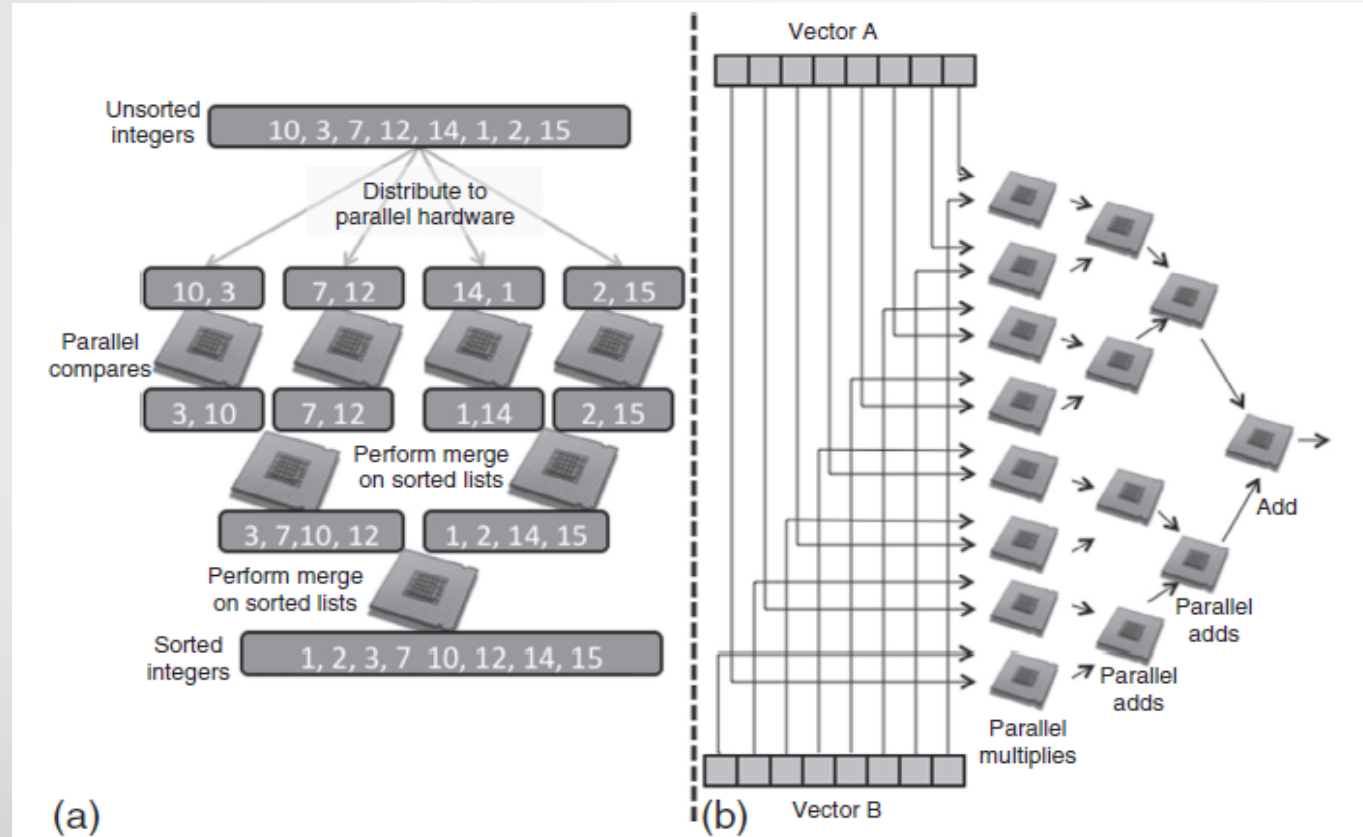 Unsorted
integers
10, 3, 7, 12, 14, 1, 2, 15
Distribute to
parallel hardware
10, 3
7, 12
14, 1
2, 15
Parallel
compares
3, 10
7, 12
1,14
2, 15
Perform merge
on sorted lists
3, 7,10, 12
1, 2, 14, 15
Perform merge
on sorted lists
Sorted
integers
1, 2, 3, 7 10, 12, 14, 15
(a)
Vector A
Add
Parallel
adds
Parallel
adds
Parallel
multiplies
Vector B
(b)